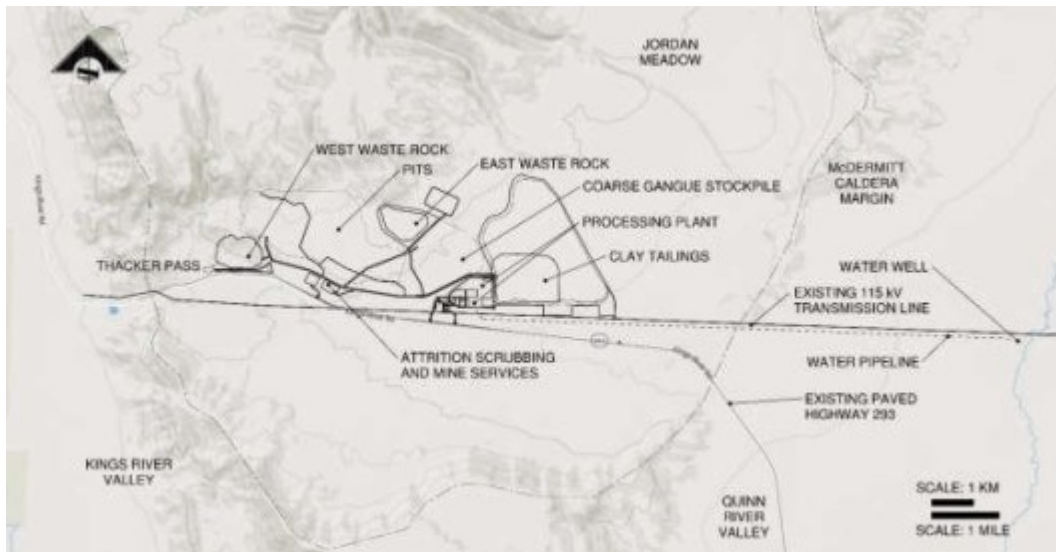 JORDAN
MEADOW
WEST WASTE ROCK
PITS
EAST WASTE ROCK
COARSE GANGUE STOCKPILE
McDERMITT
CALDERA
MARGIN
PROCESSING PLANT
CLAY TAILINGS
THACKER PASS
WATER WELL
EXISTING 115 kV
TRANSMISSION LINE
ATTRITION SCRUBBING
AND MINE SERVICES
WATER PIPELINE
EXISTING PAVED
HIGHWAY 293
KINGS RIVER
VALLEY
QUINN
RIVER
VALLEY
SCALE: 1 KM
SCALE: 1 MILE